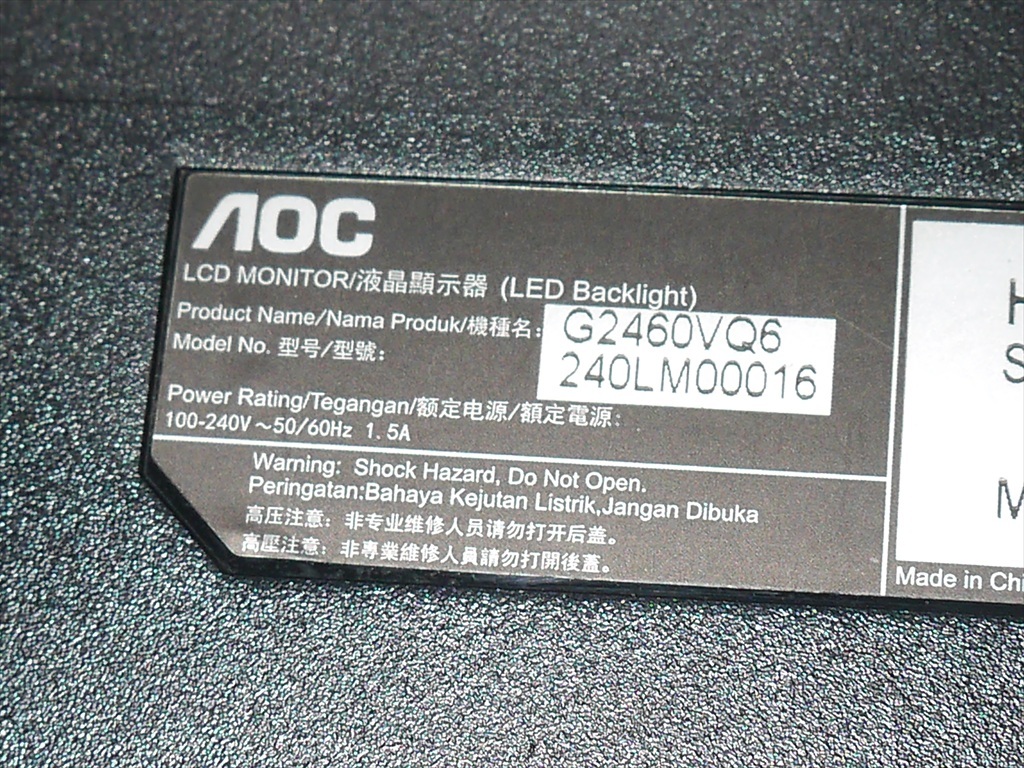 AOC
LCD MONITOR/液晶顯示器 (LED Backlight)
Product Name/Nama Produk/機種名: G2460VQ6
Model No. 型号/型號: 240LM00016
Power Rating/Tegangan/额定电源/額定電源:
100-240V～50/60Hz 1.5A
Warning: Shock Hazard, Do Not Open.
Peringatan:Bahaya Kejutan Listrik,Jangan Dibuka
高压注意: 非专业维修人员请勿打开后盖。
高壓注意: 非專業維修人員請勿打開後蓋。
H
S
M
Made in Chi